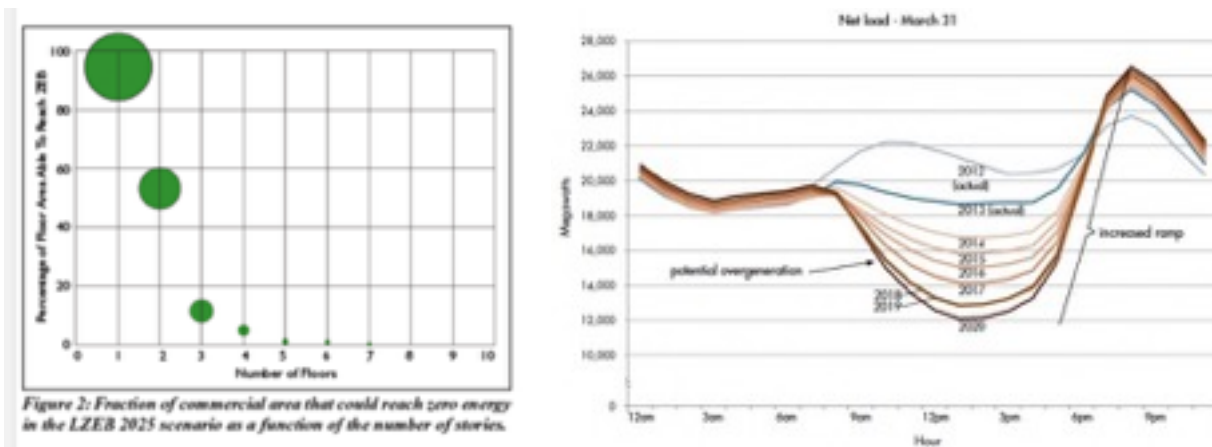 Percentage of Floor Area Able To Reach ZEB
100
80
60
40
20
0
0 1 2 3 4 5 6 7 8 9 10
Number of Floors
Figure 2: Fraction of commercial area that could reach zero energy
in the LZEB 2025 scenario as a function of the number of stories.
Net load - March 31
Megawatts
28,000
26,000
24,000
22,000
20,000
18,000
16,000
14,000
12,000
10,000
0
2012
(actual)
2013 (actual)
2014
2015
2016
2017
2018
2019
2020
potential overgeneration
increased ramp
12am 3am 6am 9am 12pm 3pm 6pm 9pm
Hour